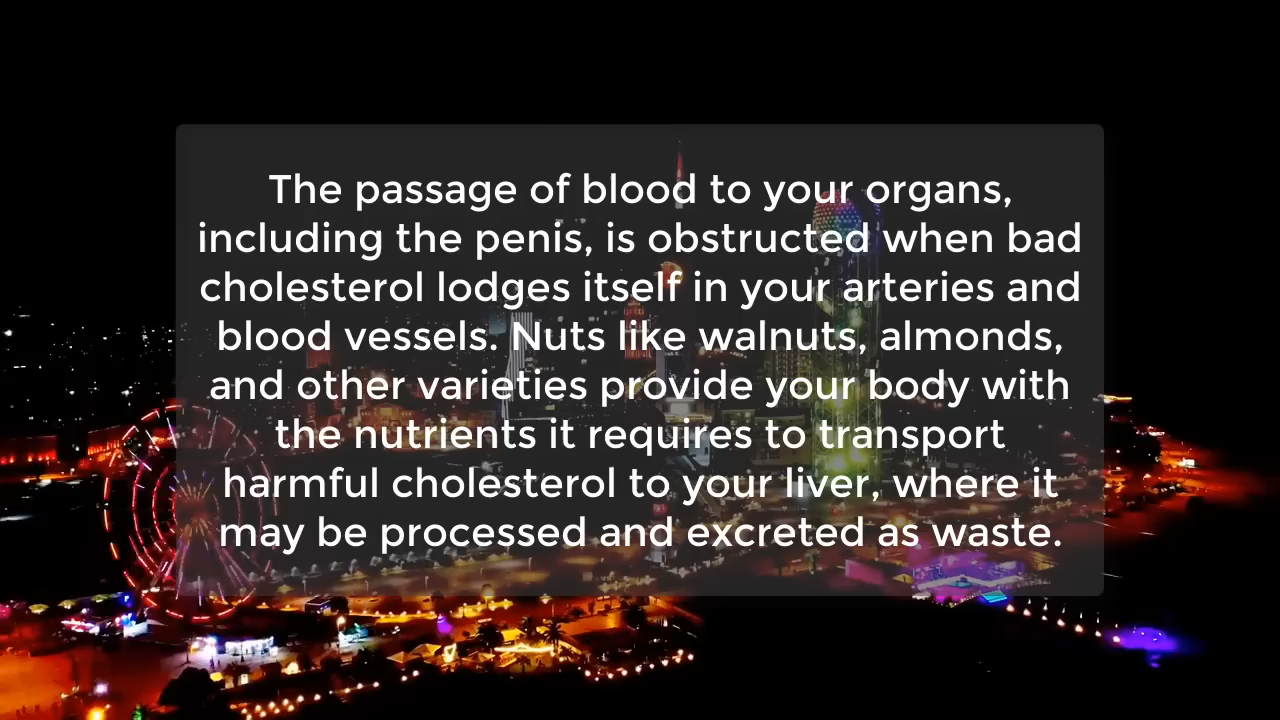 The passage of blood to your organs,
including the penis, is obstructed when bad
cholesterol lodges itself in your arteries and
blood vessels. Nuts like walnuts, almonds,
and other varieties provide your body with
the nutrients it requires to transport
harmful cholesterol to your liver, where it
may be processed and excreted as waste.